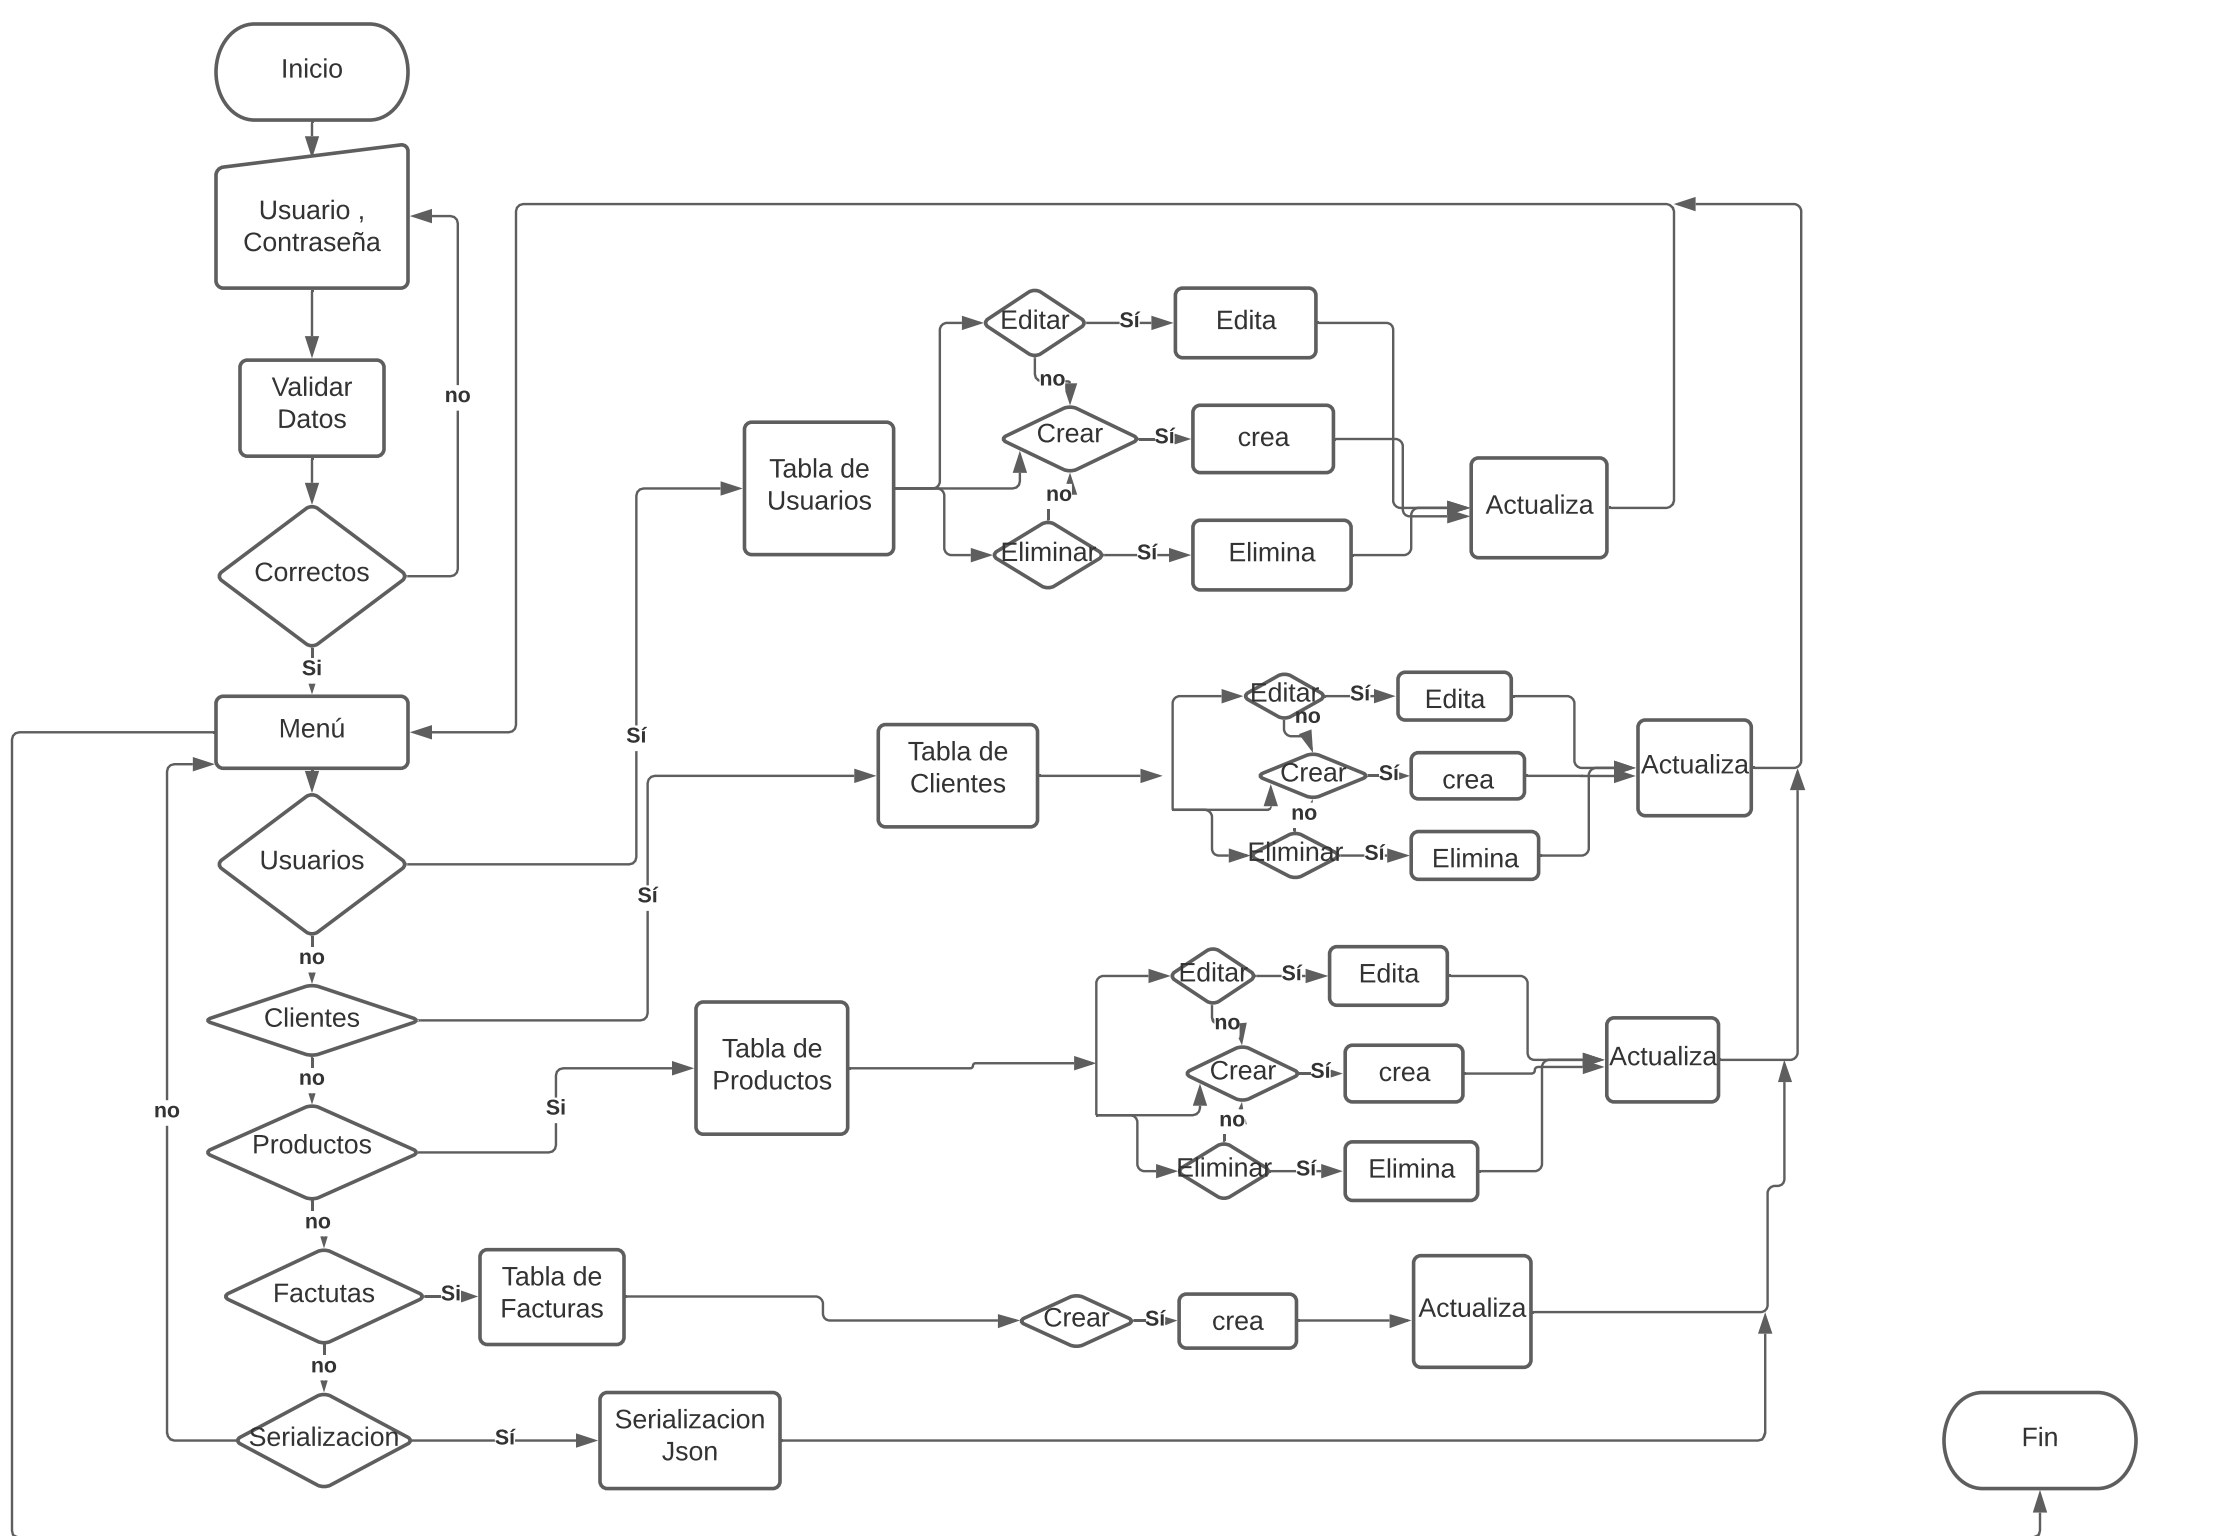 Inicio
Usuario ,
Contraseña
Validar
Datos
no
Correctos
Si
Menú
Usuarios
Sí
no
Clientes
Sí
no
Productos
Si
no
no
Factutas
Si
no
Serializacion
Sí
Serializacion
Json
Tabla de
Usuarios
Editar
Sí
Edita
no
Crear
Sí
crea
no
Eliminar
Sí
Elimina
Actualiza
Tabla de
Clientes
Editar
Sí
Edita
no
Crear
Sí
crea
no
Eliminar
Sí
Elimina
Actualiza
Tabla de
Productos
Editar
Sí
Edita
no
Crear
Sí
crea
no
Eliminar
Sí
Elimina
Actualiza
Tabla de
Facturas
Crear
Sí
crea
Actualiza
Fin